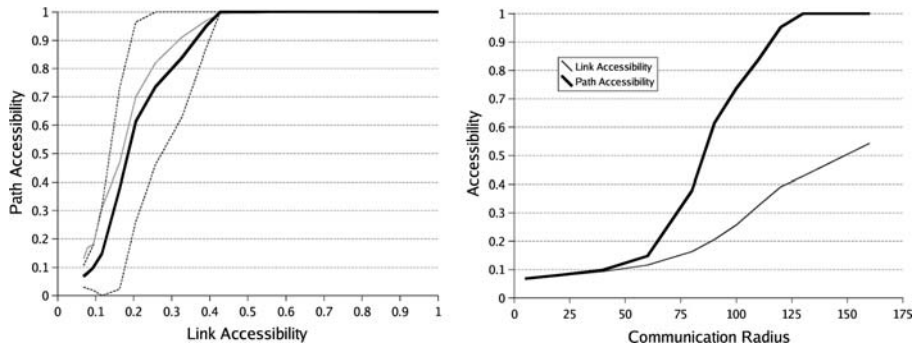 1
0.9
0.8
0.7
0.6
0.5
0.4
0.3
0.2
0.1
0
Path Accessibility
0 0.1 0.2 0.3 0.4 0.5 0.6 0.7 0.8 0.9 1
Link Accessibility
1
0.9
0.8
0.7
0.6
0.5
0.4
0.3
0.2
0.1
0
Accessibility
Link Accessibility
Path Accessibility
0 25 50 75 100 125 150 175
Communication Radius